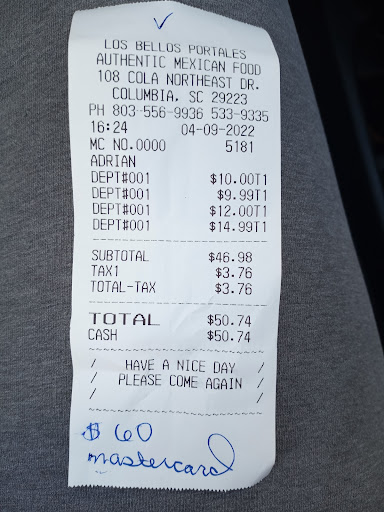 LOS BELLOS PORTALES
AUTHENTIC MEXICAN FOOD
108 COLA NORTHEAST DR.
COLUMBIA, SC 29223
PH 803-556-9936 533-9335
16:24 04-09-2022
MC NO.0000 5181
ADRIAN
DEPT#001 $10.00T1
DEPT#001 $9.99T1
DEPT#001 $12.00T1
DEPT#001 $14.99T1
SUBTOTAL $46.98
TAX1 $3.76
TOTAL-TAX $3.76
TOTAL $50.74
CASH $50.74
/ HAVE A NICE DAY /
/ PLEASE COME AGAIN /
/ /
$ 60
mastercard